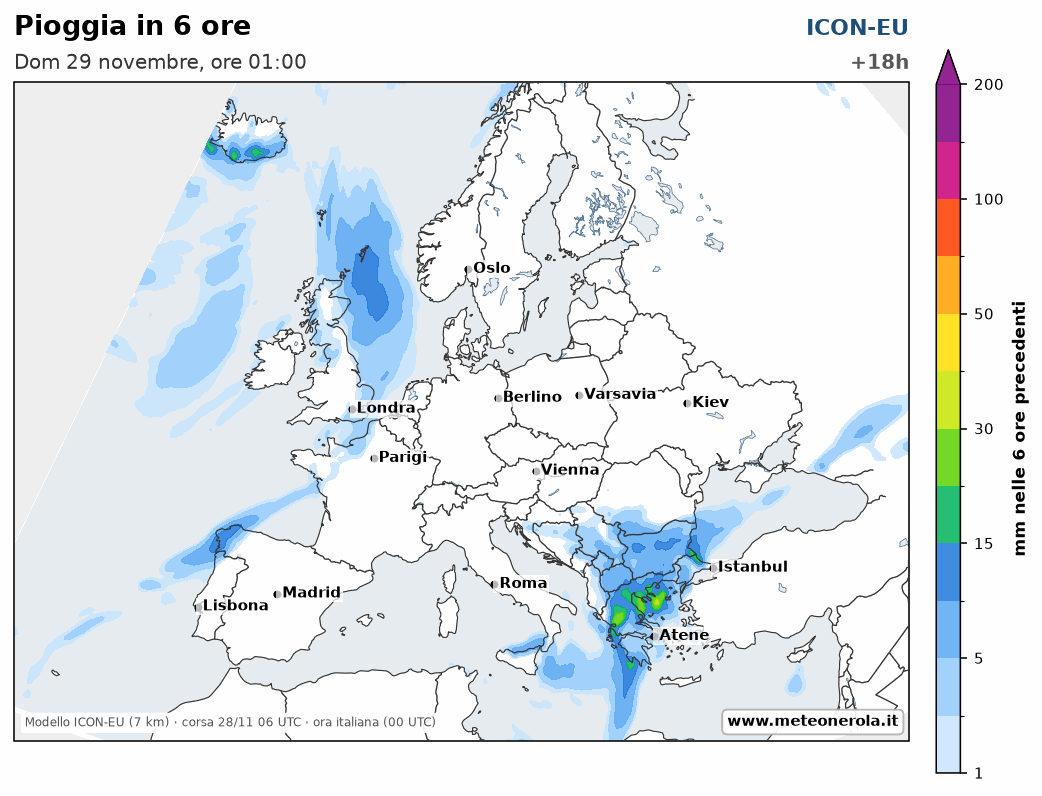 Pioggia in 6 ore
ICON-EU
Dom 29 novembre, ore 01:00
+18h
200
100
50
30
15
5
1
mm nelle 6 ore precedenti
Oslo
Berlino
Varsavia
Kiev
Londra
Parigi
Vienna
Istanbul
Roma
Madrid
Lisbona
Atene
Modello ICON-EU (7 km) · corsa 28/11 06 UTC · ora italiana (00 UTC)
www.meteonerola.it